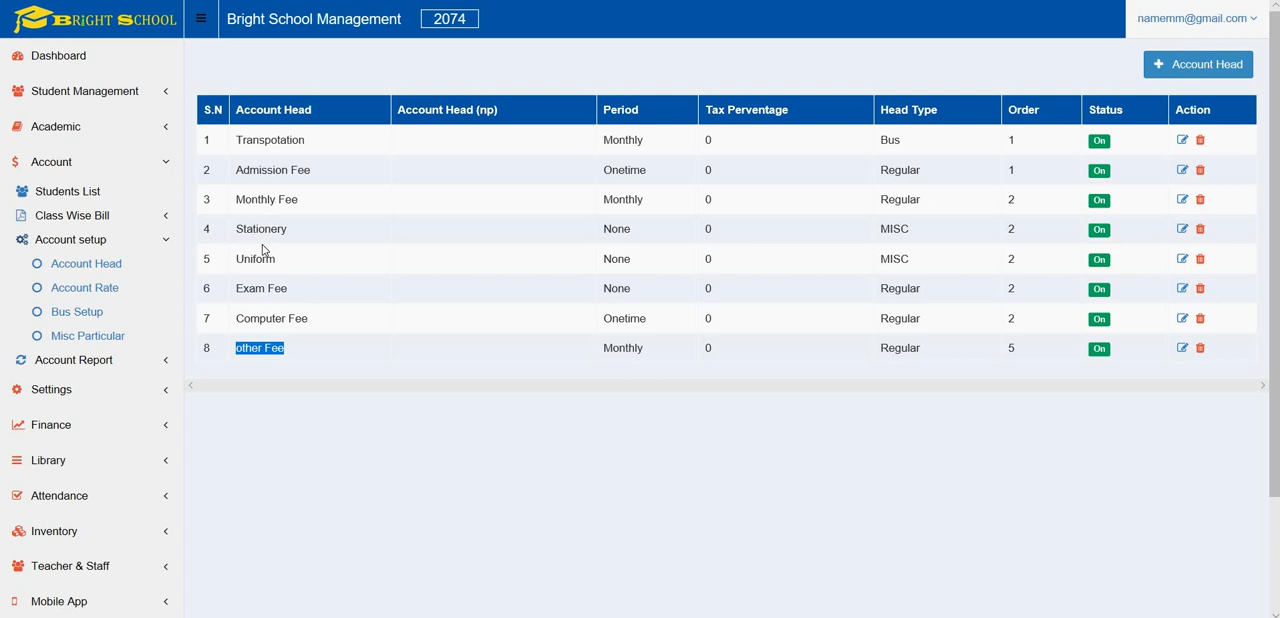 BRIGHT SCHOOL
Bright School Management 2074
namemm@gmail.com
Dashboard
Student Management
Academic
Account
Students List
Class Wise Bill
Account setup
Account Head
Account Rate
Bus Setup
Misc Particular
Account Report
Settings
Finance
Library
Attendance
Inventory
Teacher & Staff
Mobile App
+ Account Head
S.N Account Head Account Head (np) Period Tax Perventage Head Type Order Status Action
1 Transpotation Monthly 0 Bus 1 On
2 Admission Fee Onetime 0 Regular 1 On
3 Monthly Fee Monthly 0 Regular 2 On
4 Stationery None 0 MISC 2 On
5 Uniform None 0 MISC 2 On
6 Exam Fee None 0 Regular 2 On
7 Computer Fee Onetime 0 Regular 2 On
8 other Fee Monthly 0 Regular 5 On